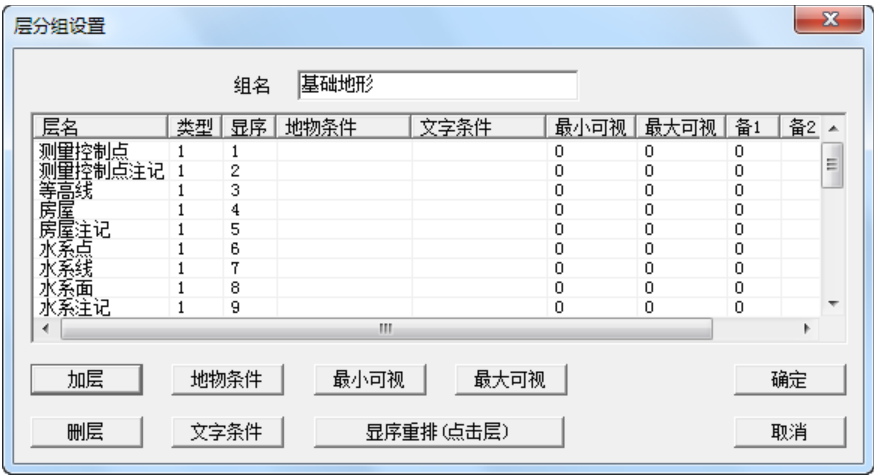 层分组设置
组名 基础地形
层名 类型 显序 地物条件 文字条件 最小可视 最大可视 备1 备2
测量控制点 1 1 0 0 0
测量控制点注记 1 2 0 0 0
等高线 1 3 0 0 0
房屋 1 4 0 0 0
房屋注记 1 5 0 0 0
水系点 1 6 0 0 0
水系线 1 7 0 0 0
水系面 1 8 0 0 0
水系注记 1 9 0 0 0
加层 地物条件 最小可视 最大可视 确定
删层 文字条件 显序重排(点击层) 取消